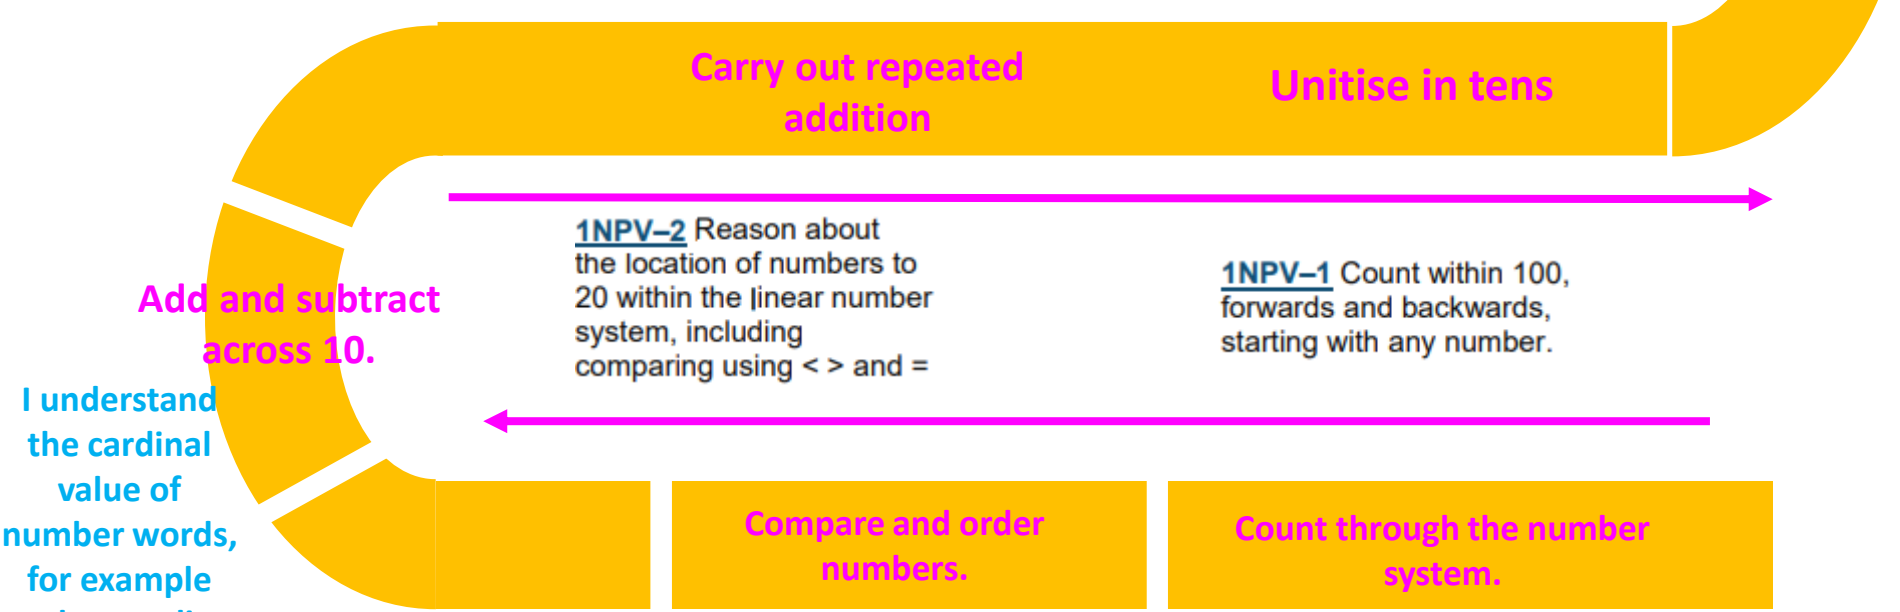 Carry out repeated
addition
Unitise in tens
1NPV–2 Reason about
the location of numbers to
20 within the linear number
system, including
comparing using < > and =
1NPV–1 Count within 100,
forwards and backwards,
starting with any number.
Add and subtract
across 10.
I understand
the cardinal
value of
number words,
for example
Compare and order
numbers.
Count through the number
system.